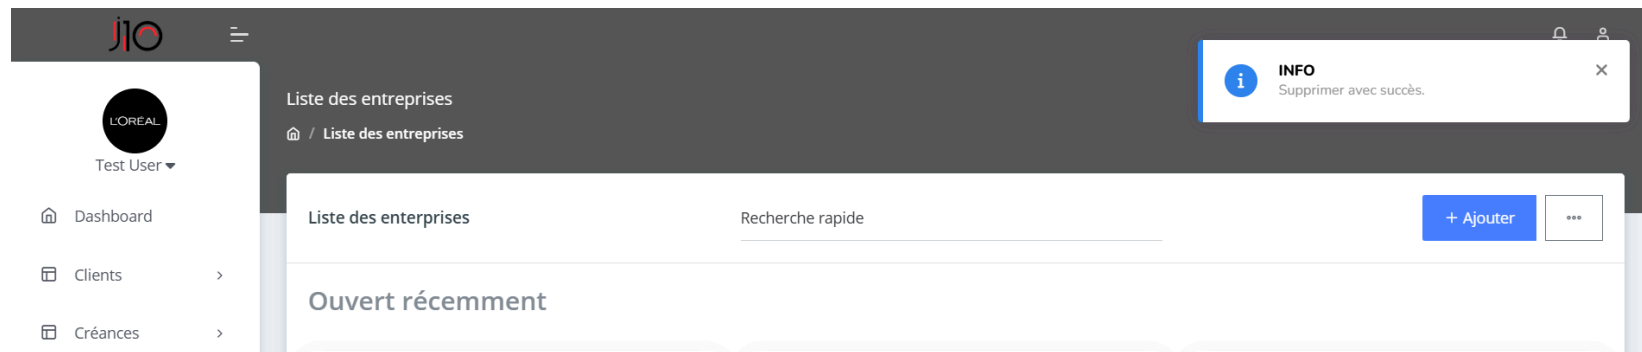 j10
INFO
Supprimer avec succès.
Liste des entreprises
/ Liste des entreprises
L'ORÉAL
Test User
Dashboard
Liste des enterprises
Recherche rapide
+ Ajouter
Clients
Ouvert récemment
Créances